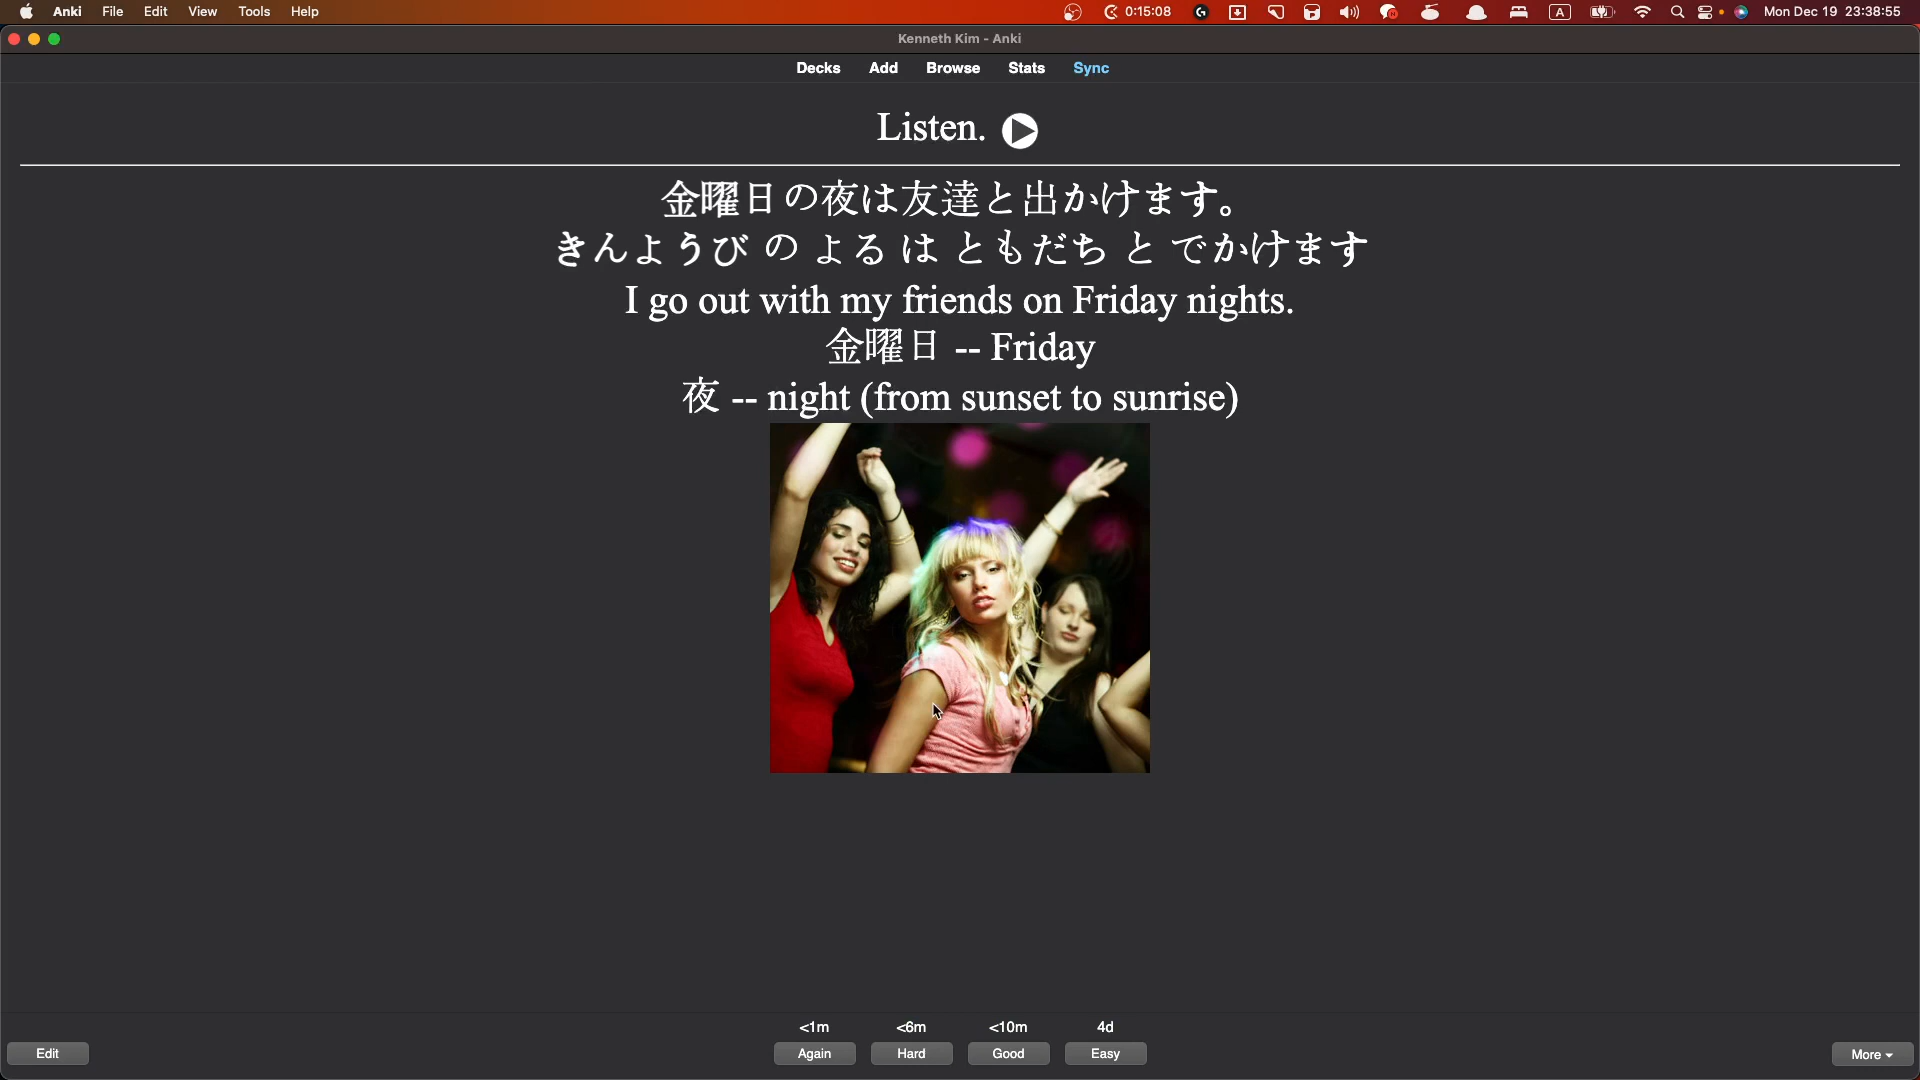 Anki File Edit View Tools Help 0:15:08 A Mon Dec 19 23:38:55
Kenneth Kim - Anki
Decks Add Browse Stats Sync
Listen.
金曜日の夜は友達と出かけます。
きんようび の よる は ともだち と でかけます
I go out with my friends on Friday nights.
金曜日 -- Friday
夜 -- night (from sunset to sunrise)
<1m <6m <10m 4d
Edit Again Hard Good Easy More